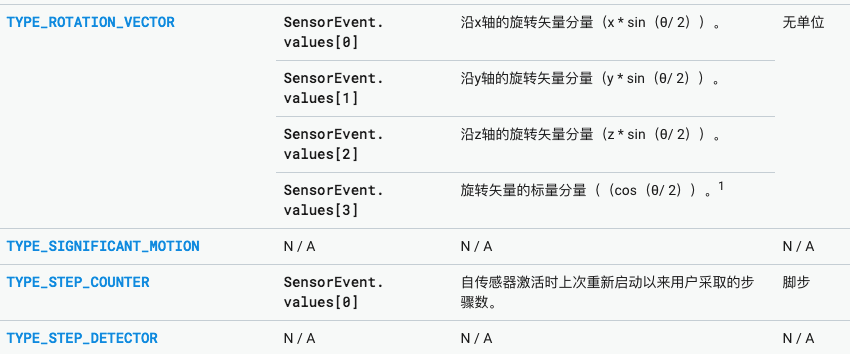 TYPE_ROTATION_VECTOR SensorEvent. 沿x轴的旋转矢量分量（x * sin（θ/ 2））。 无单位
values[0]
SensorEvent. 沿y轴的旋转矢量分量（y * sin（θ/ 2））。
values[1]
SensorEvent. 沿z轴的旋转矢量分量（z * sin（θ/ 2））。
values[2]
SensorEvent. 旋转矢量的标量分量（（cos（θ/ 2））。1
values[3]
TYPE_SIGNIFICANT_MOTION N / A N / A N / A
TYPE_STEP_COUNTER SensorEvent. 自传感器激活时上次重新启动以来用户采取的步 脚步
values[0] 骤数。
TYPE_STEP_DETECTOR N / A N / A N / A